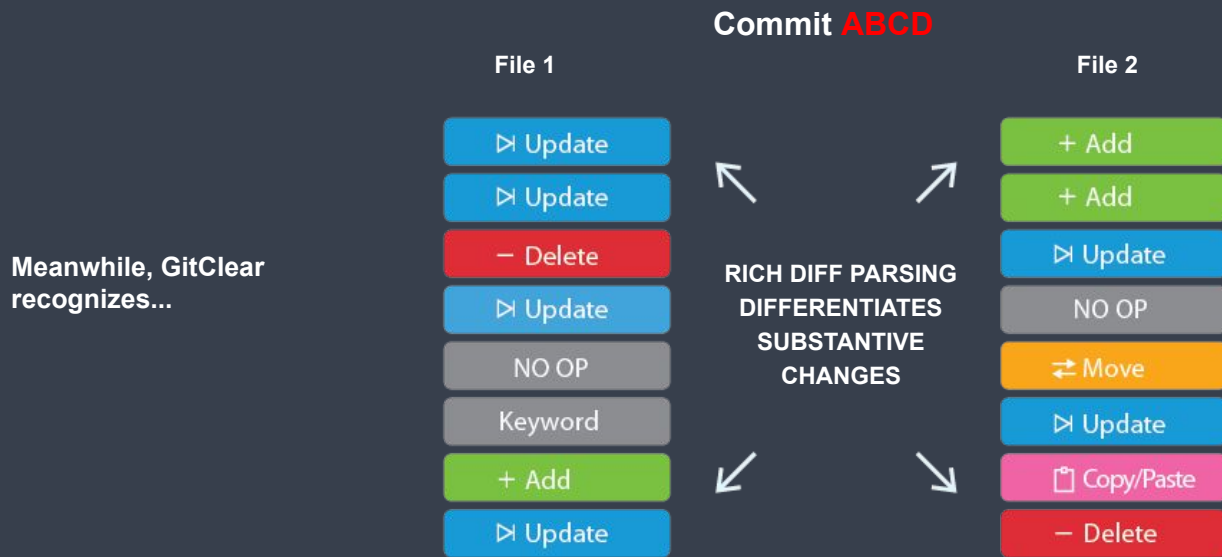 Commit ABCD
File 1
File 2
Meanwhile, GitClear
recognizes...
Update
Update
− Delete
Update
NO OP
Keyword
+ Add
Update
RICH DIFF PARSING
DIFFERENTIATES
SUBSTANTIVE
CHANGES
+ Add
+ Add
Update
NO OP
Move
Update
Copy/Paste
− Delete